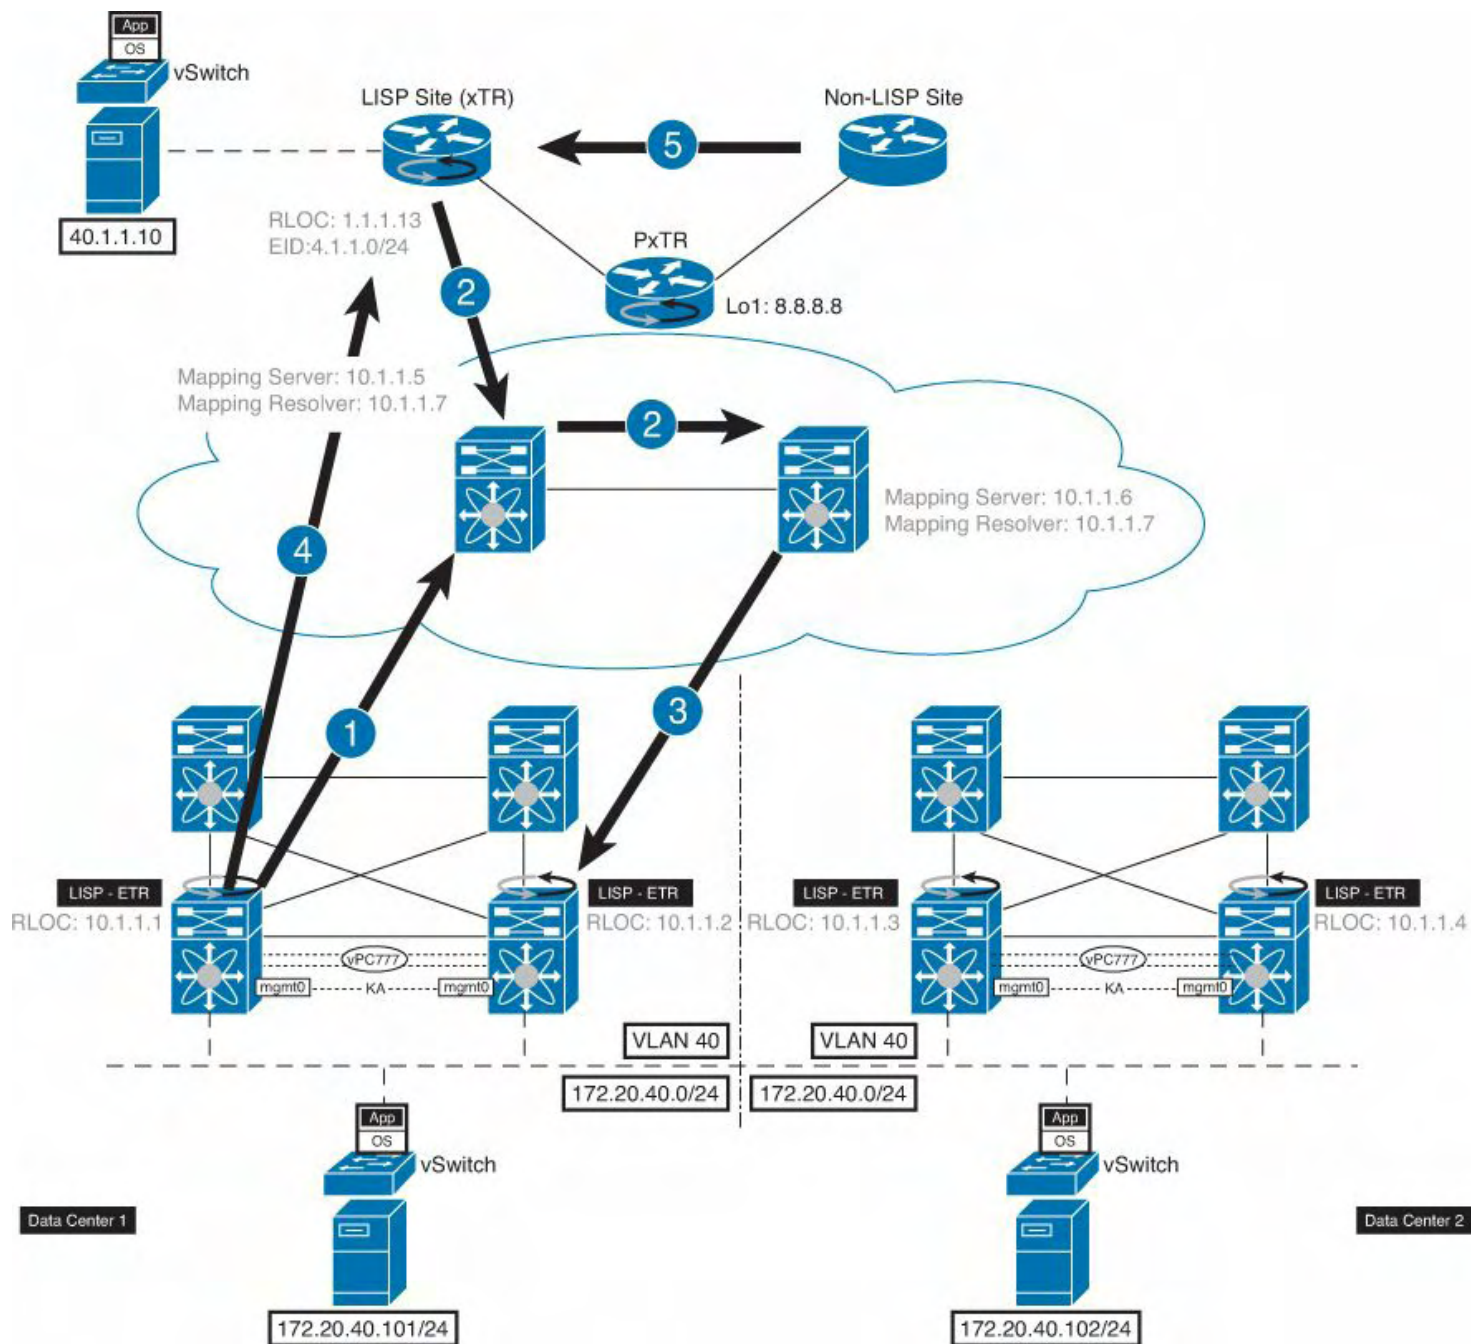 App
OS
vSwitch
LISP Site (xTR)
Non-LISP Site
5
40.1.1.10
RLOC: 1.1.1.13
EID:4.1.1.0/24
PxTR
2
Lo1: 8.8.8.8
Mapping Server: 10.1.1.5
Mapping Resolver: 10.1.1.7
2
Mapping Server: 10.1.1.6
Mapping Resolver: 10.1.1.7
4
1
3
LISP - ETR
RLOC: 10.1.1.1
LISP - ETR
RLOC: 10.1.1.2
LISP - ETR
RLOC: 10.1.1.3
LISP - ETR
RLOC: 10.1.1.4
vPC777
mgmt0
KA
mgmt0
vPC777
mgmt0
KA
mgmt0
VLAN 40
VLAN 40
172.20.40.0/24
172.20.40.0/24
App
OS
vSwitch
App
OS
vSwitch
Data Center 1
Data Center 2
172.20.40.101/24
172.20.40.102/24